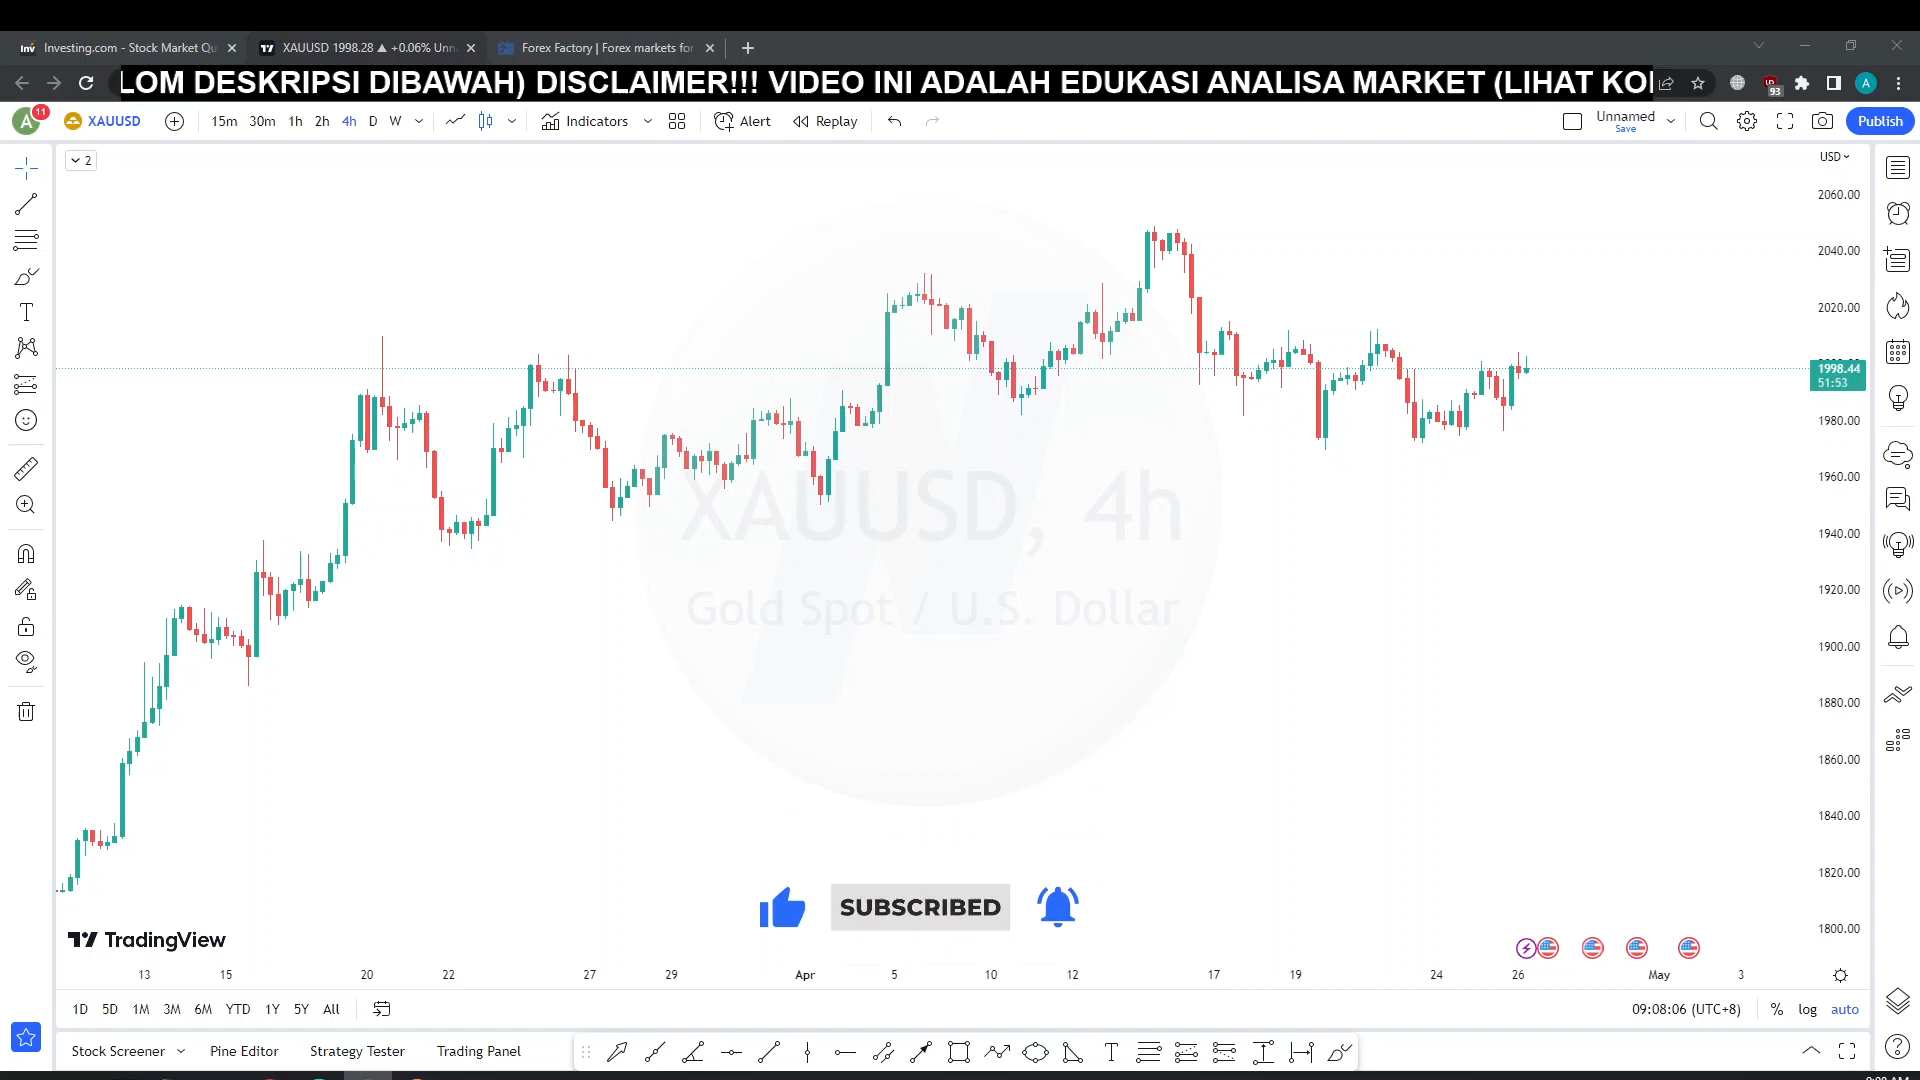 Investing.com - Stock Market Qu
XAUUSD 1998.28 ▲ +0.06% Unn
Forex Factory | Forex markets for
LOM DESKRIPSI DIBAWAH) DISCLAIMER!!! VIDEO INI ADALAH EDUKASI ANALISA MARKET (LIHAT KO
93
A
A
11
XAUUSD
15m 30m 1h 2h 4h D W
Indicators
Alert
Replay
Unnamed
Save
Publish
2
USD
2060.00
2040.00
2020.00
1998.44
51:53
1980.00
1960.00
1940.00
1920.00
1900.00
1880.00
1860.00
1840.00
1820.00
1800.00
XAUUSD, 4h
Gold Spot / U.S. Dollar
SUBSCRIBED
TradingView
13 15 20 22 27 29 Apr 5 10 12 17 19 24 26 May 3
1D 5D 1M 3M 6M YTD 1Y 5Y All
09:08:06 (UTC+8) % log auto
Stock Screener Pine Editor Strategy Tester Trading Panel